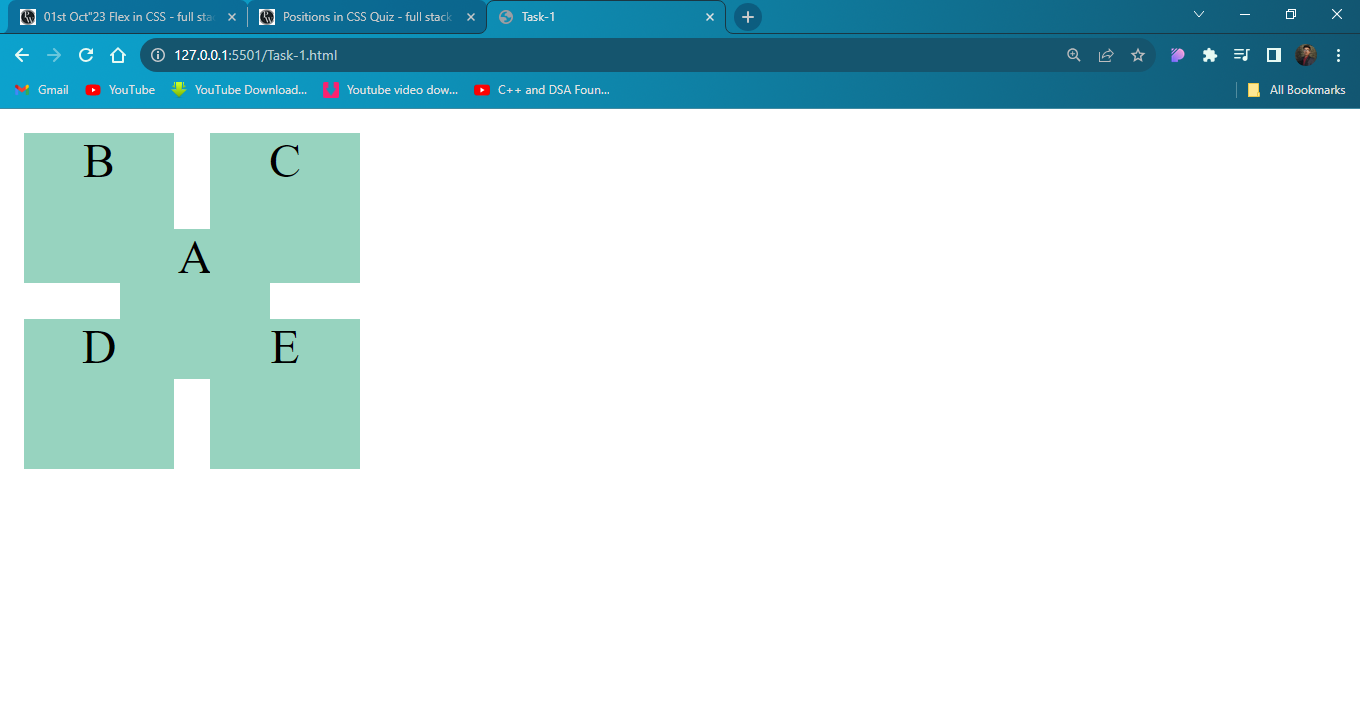 01st Oct"23 Flex in CSS - full sta
Positions in CSS Quiz - full stack
Task-1
127.0.0.1:5501/Task-1.html
Gmail
YouTube
YouTube Download...
Youtube video dow...
C++ and DSA Foun...
All Bookmarks
B
C
A
D
E